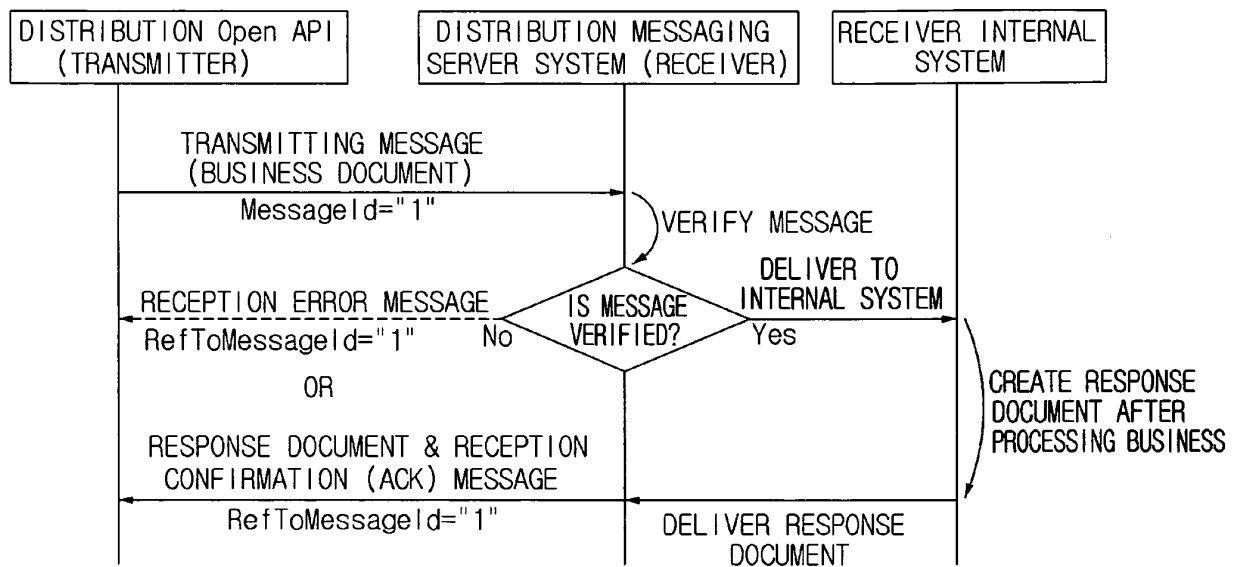 DISTRIBUTION Open API
(TRANSMITTER)
DISTRIBUTION MESSAGING
SERVER SYSTEM (RECEIVER)
RECEIVER INTERNAL
SYSTEM
TRANSMITTING MESSAGE
(BUSINESS DOCUMENT)
MessageId="1"
VERIFY MESSAGE
DELIVER TO
INTERNAL SYSTEM
RECEPTION ERROR MESSAGE
IS MESSAGE
VERIFIED?
RefToMessageId="1"
No
Yes
OR
CREATE RESPONSE
DOCUMENT AFTER
PROCESSING BUSINESS
RESPONSE DOCUMENT & RECEPTION
CONFIRMATION (ACK) MESSAGE
RefToMessageId="1"
DELIVER RESPONSE
DOCUMENT